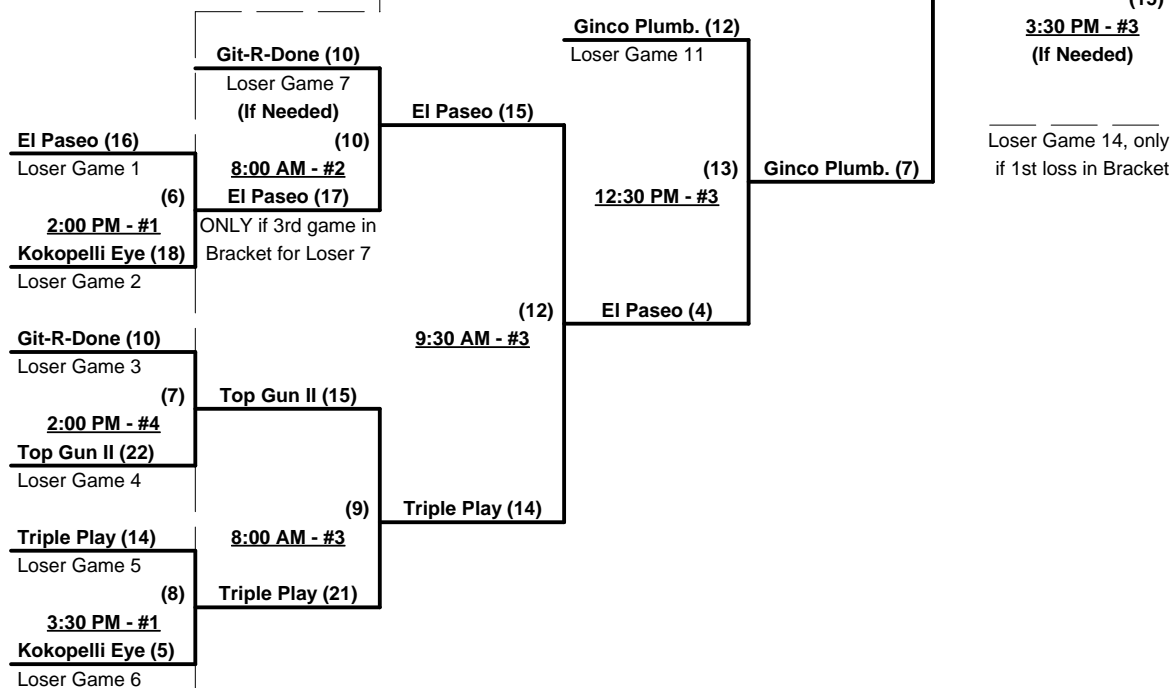 (15)
3:30 PM - #3
(If Needed)
Loser Game 14, only
if 1st loss in Bracket
Ginco Plumb. (12)
Loser Game 11
Git-R-Done (10)
Loser Game 7
(If Needed)
(10)
8:00 AM - #2
El Paseo (17)
ONLY if 3rd game in
Bracket for Loser 7
El Paseo (15)
El Paseo (16)
Loser Game 1
(6)
2:00 PM - #1
Kokopelli Eye (18)
Loser Game 2
(13)
12:30 PM - #3
Ginco Plumb. (7)
(12)
9:30 AM - #3
El Paseo (4)
Git-R-Done (10)
Loser Game 3
(7)
2:00 PM - #4
Top Gun II (22)
Loser Game 4
Top Gun II (15)
(9)
8:00 AM - #3
Triple Play (14)
Triple Play (14)
Loser Game 5
(8)
3:30 PM - #1
Kokopelli Eye (5)
Loser Game 6
Triple Play (21)